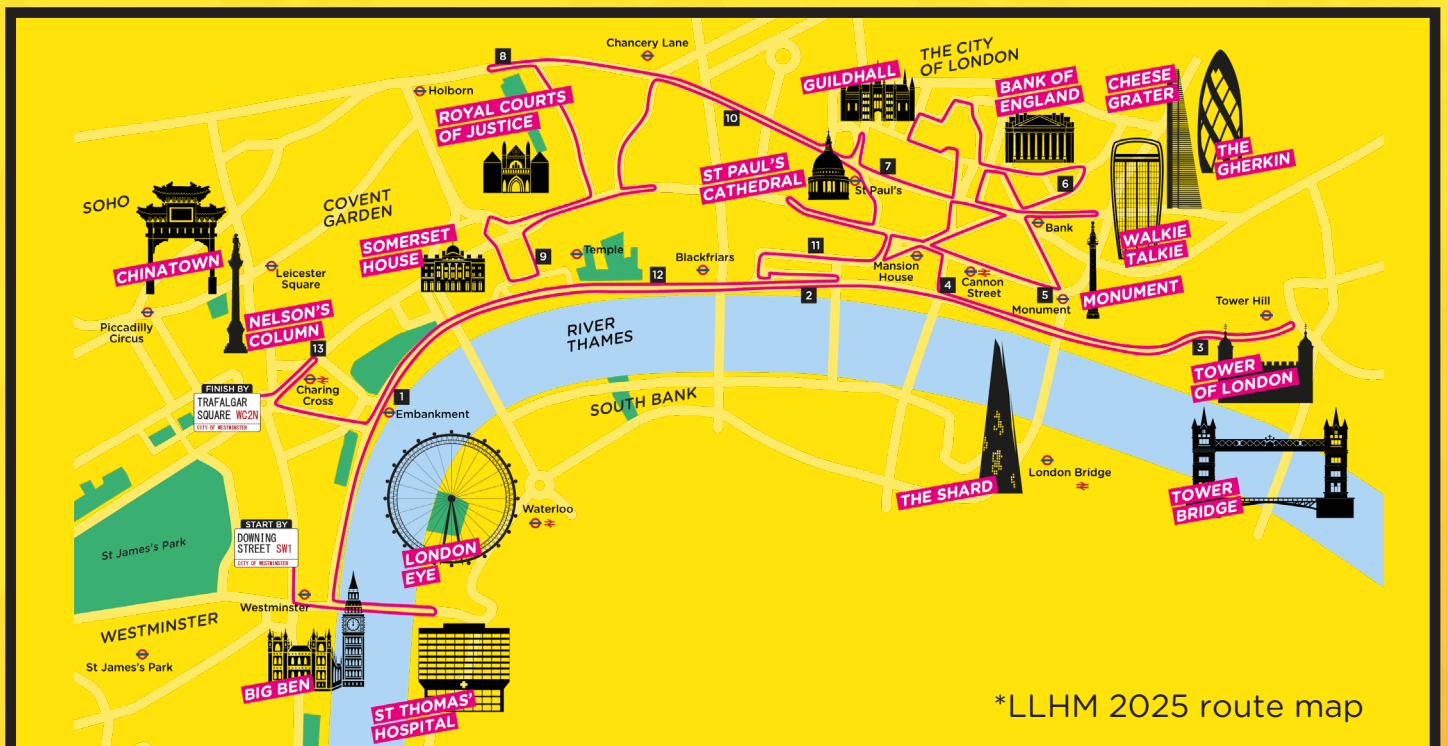 8
Chancery Lane
THE CITY
OF LONDON
Holborn
ROYAL COURTS
OF JUSTICE
10
GUILDHALL
BANK OF
ENGLAND
CHEESE
GRATER
THE
GHERKIN
ST PAUL'S
CATHEDRAL
7
St Paul's
6
SOHO
COVENT
GARDEN
CHINATOWN
SOMERSET
HOUSE
9
Temple
Blackfriars
11
Mansion
House
Bank
WALKIE
TALKIE
Leicester
Square
12
2
4
Cannon
Street
5
Monument
MONUMENT
Tower Hill
Piccadilly
Circus
NELSON'S
COLUMN
13
RIVER
THAMES
3
TOWER
OF LONDON
Charing
Cross
FINISH BY
TRAFALGAR
SQUARE WC2N
CITY OF WESTMINSTER
1
Embankment
SOUTH BANK
THE SHARD
London Bridge
TOWER
BRIDGE
Waterloo
LONDON
EYE
START BY
DOWNING
STREET SW1
CITY OF WESTMINSTER
St James's Park
Westminster
WESTMINSTER
St James's Park
BIG BEN
ST THOMAS'
HOSPITAL
*LLHM 2025 route map